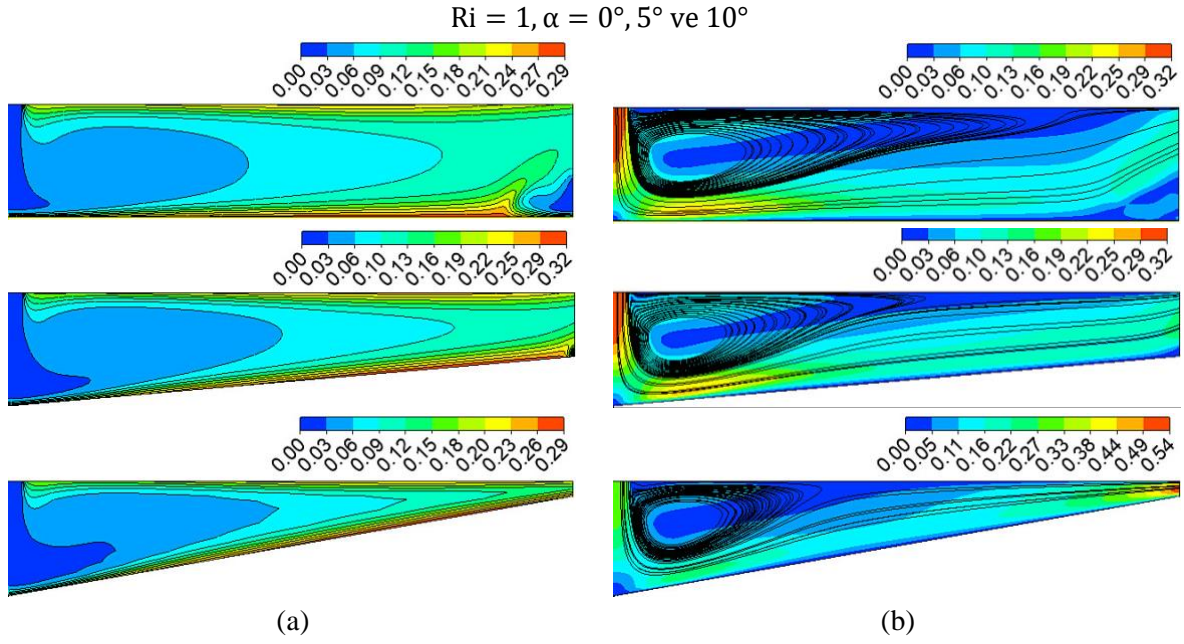 Ri = 1, α = 0°, 5° ve 10°
0.00 0.03 0.06 0.09 0.12 0.15 0.18 0.21 0.24 0.27 0.29
0.00 0.03 0.06 0.10 0.13 0.16 0.19 0.22 0.25 0.29 0.32
0.00 0.03 0.06 0.10 0.13 0.16 0.19 0.22 0.25 0.29 0.32
0.00 0.03 0.06 0.10 0.13 0.16 0.19 0.22 0.25 0.29 0.32
0.00 0.03 0.06 0.09 0.12 0.15 0.18 0.20 0.23 0.26 0.29
0.00 0.05 0.11 0.16 0.22 0.27 0.33 0.38 0.44 0.49 0.54
(a) (b)